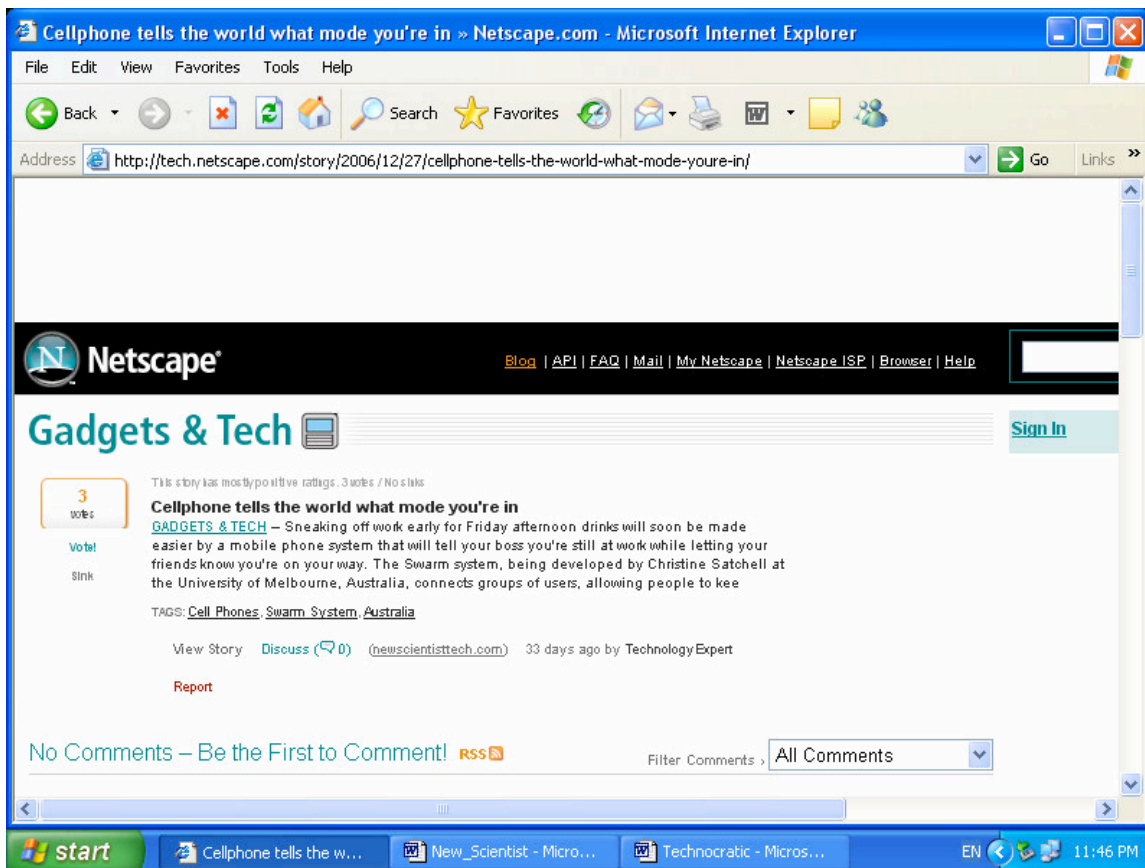 Cellphone tells the world what mode you're in » Netscape.com - Microsoft Internet Explorer
File Edit View Favorites Tools Help
Back Search Favorites
Address http://tech.netscape.com/story/2006/12/27/cellphone-tells-the-world-what-mode-youre-in/ Go Links »
N Netscape®
Blog | API | FAQ | Mail | My Netscape | Netscape ISP | Browser | Help
Gadgets & Tech
Sign In
This story has mostly positive ratings. 3 votes / No sinks
3
votes
Vote!
Sink
Cellphone tells the world what mode you're in
GADGETS & TECH – Sneaking off work early for Friday afternoon drinks will soon be made
easier by a mobile phone system that will tell your boss you're still at work while letting your
friends know you're on your way. The Swarm system, being developed by Christine Satchell at
the University of Melbourne, Australia, connects groups of users, allowing people to kee
TAGS: Cell Phones, Swarm System, Australia
View Story Discuss (0) (newscientisttech.com) 33 days ago by TechnologyExpert
Report
No Comments – Be the First to Comment! RSS
Filter Comments › All Comments
start Cellphone tells the w... New_Scientist - Micro... Technocratic - Micros... EN 11:46 PM